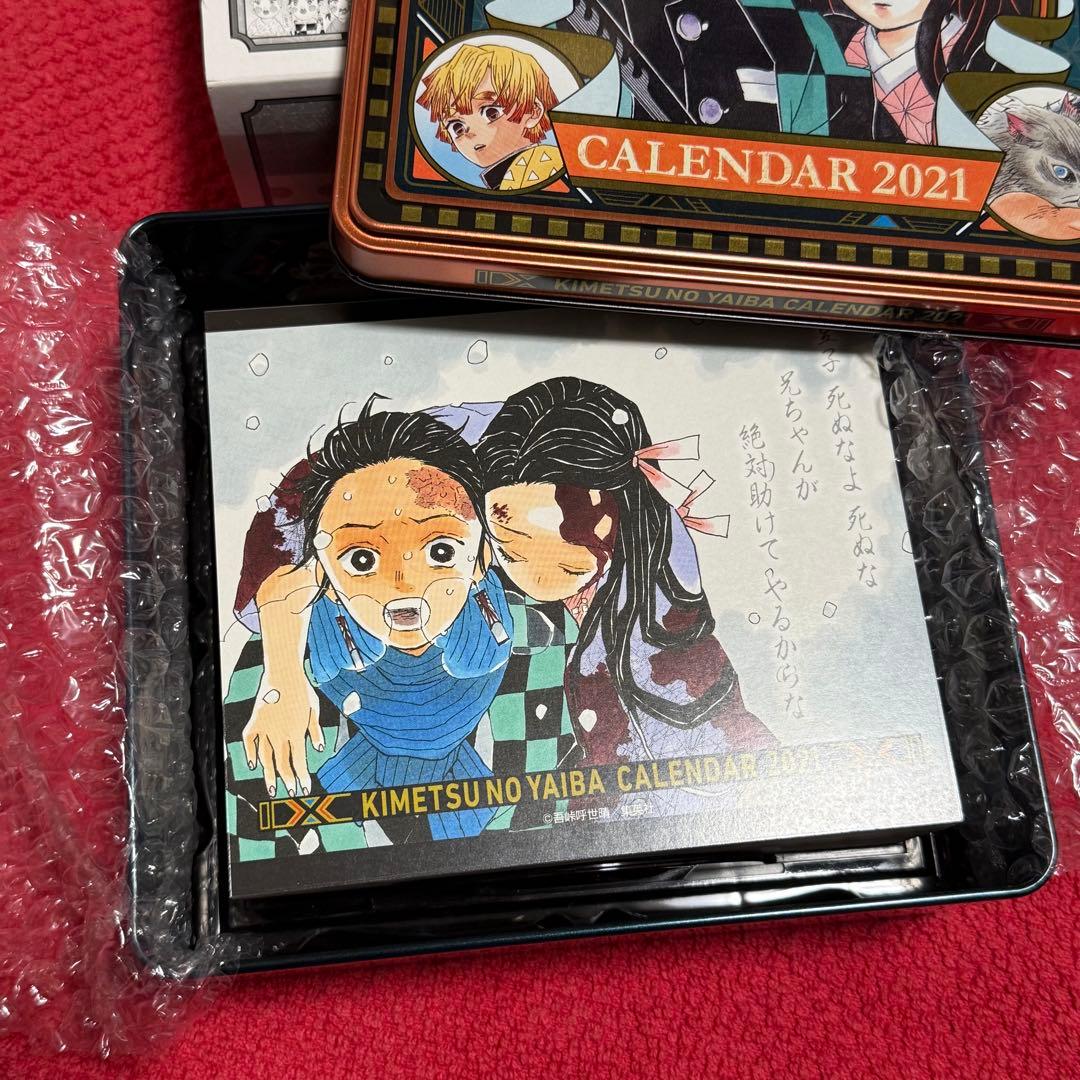 CALENDAR 2021
KIMETSU NO YAIBA CALENDAR 2021
死ぬなよ 死ぬな
兄ちゃんが
絶対助けてやるからな
KIMETSU NO YAIBA CALENDAR 2021
©吾峠呼世晴／集英社